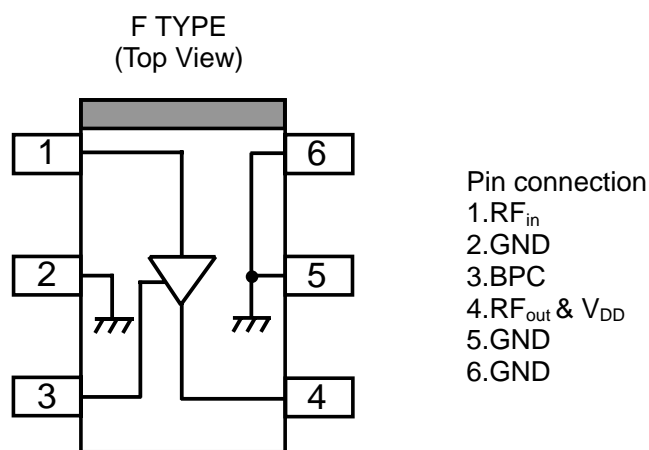 F TYPE
(Top View)
1
6
2
5
3
4
Pin connection
1.RFin
2.GND
3.BPC
4.RFout & VDD
5.GND
6.GND